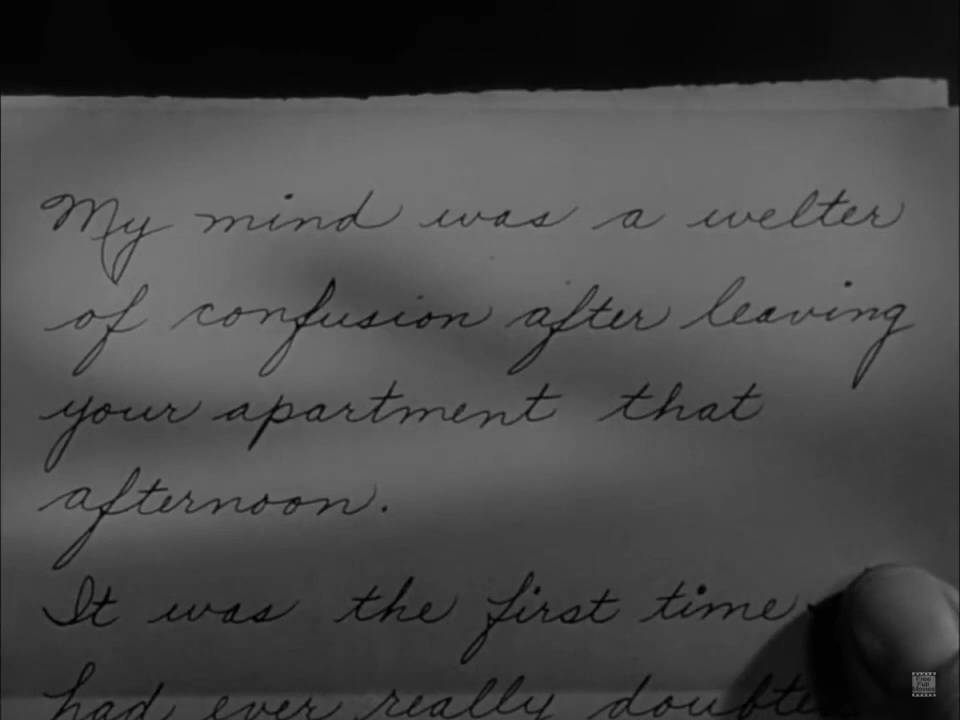 My mind was a welter
of confusion after leaving
your apartment that
afternoon.
It was the first time
had ever really